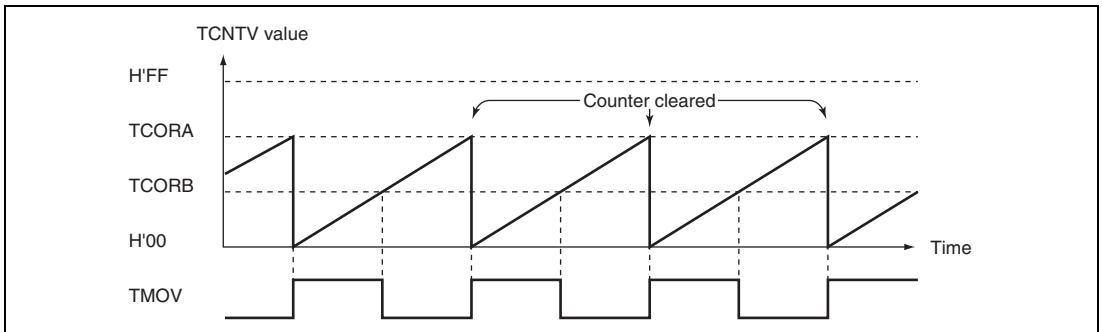 TCNTV value
H'FF
Counter cleared
TCORA
TCORB
H'00
Time
TMOV